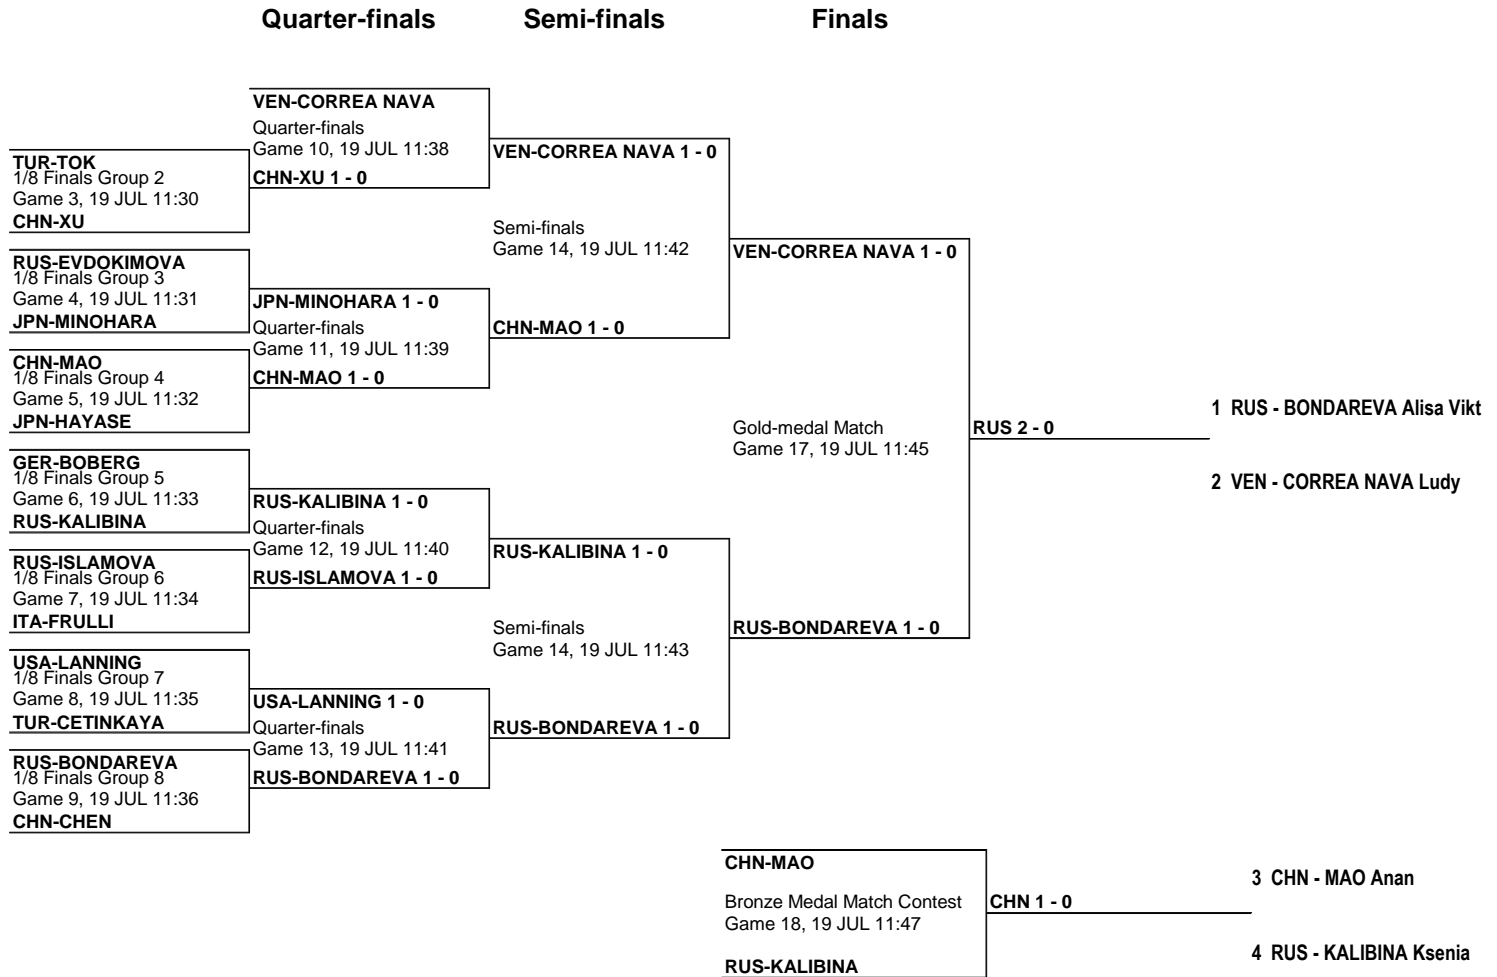 Quarter-finals Semi-finals Finals
VEN-CORREA NAVA
Quarter-finals
Game 10, 19 JUL 11:38
CHN-XU 1 - 0
TUR-TOK
1/8 Finals Group 2
Game 3, 19 JUL 11:30
CHN-XU
RUS-EVDOKIMOVA
1/8 Finals Group 3
Game 4, 19 JUL 11:31
JPN-MINOHARA
JPN-MINOHARA 1 - 0
Quarter-finals
Game 11, 19 JUL 11:39
CHN-MAO 1 - 0
CHN-MAO
1/8 Finals Group 4
Game 5, 19 JUL 11:32
JPN-HAYASE
GER-BOBERG
1/8 Finals Group 5
Game 6, 19 JUL 11:33
RUS-KALIBINA
RUS-KALIBINA 1 - 0
Quarter-finals
Game 12, 19 JUL 11:40
RUS-ISLAMOVA 1 - 0
RUS-ISLAMOVA
1/8 Finals Group 6
Game 7, 19 JUL 11:34
ITA-FRULLI
USA-LANNING
1/8 Finals Group 7
Game 8, 19 JUL 11:35
TUR-CETINKAYA
USA-LANNING 1 - 0
Quarter-finals
Game 13, 19 JUL 11:41
RUS-BONDAREVA 1 - 0
RUS-BONDAREVA
1/8 Finals Group 8
Game 9, 19 JUL 11:36
CHN-CHEN
VEN-CORREA NAVA 1 - 0
Semi-finals
Game 14, 19 JUL 11:42
CHN-MAO 1 - 0
RUS-KALIBINA 1 - 0
Semi-finals
Game 14, 19 JUL 11:43
RUS-BONDAREVA 1 - 0
VEN-CORREA NAVA 1 - 0
Gold-medal Match
Game 17, 19 JUL 11:45
RUS-BONDAREVA 1 - 0
RUS 2 - 0
1 RUS - BONDAREVA Alisa Vikt
2 VEN - CORREA NAVA Ludy
CHN-MAO
Bronze Medal Match Contest
Game 18, 19 JUL 11:47
RUS-KALIBINA
CHN 1 - 0
3 CHN - MAO Anan
4 RUS - KALIBINA Ksenia